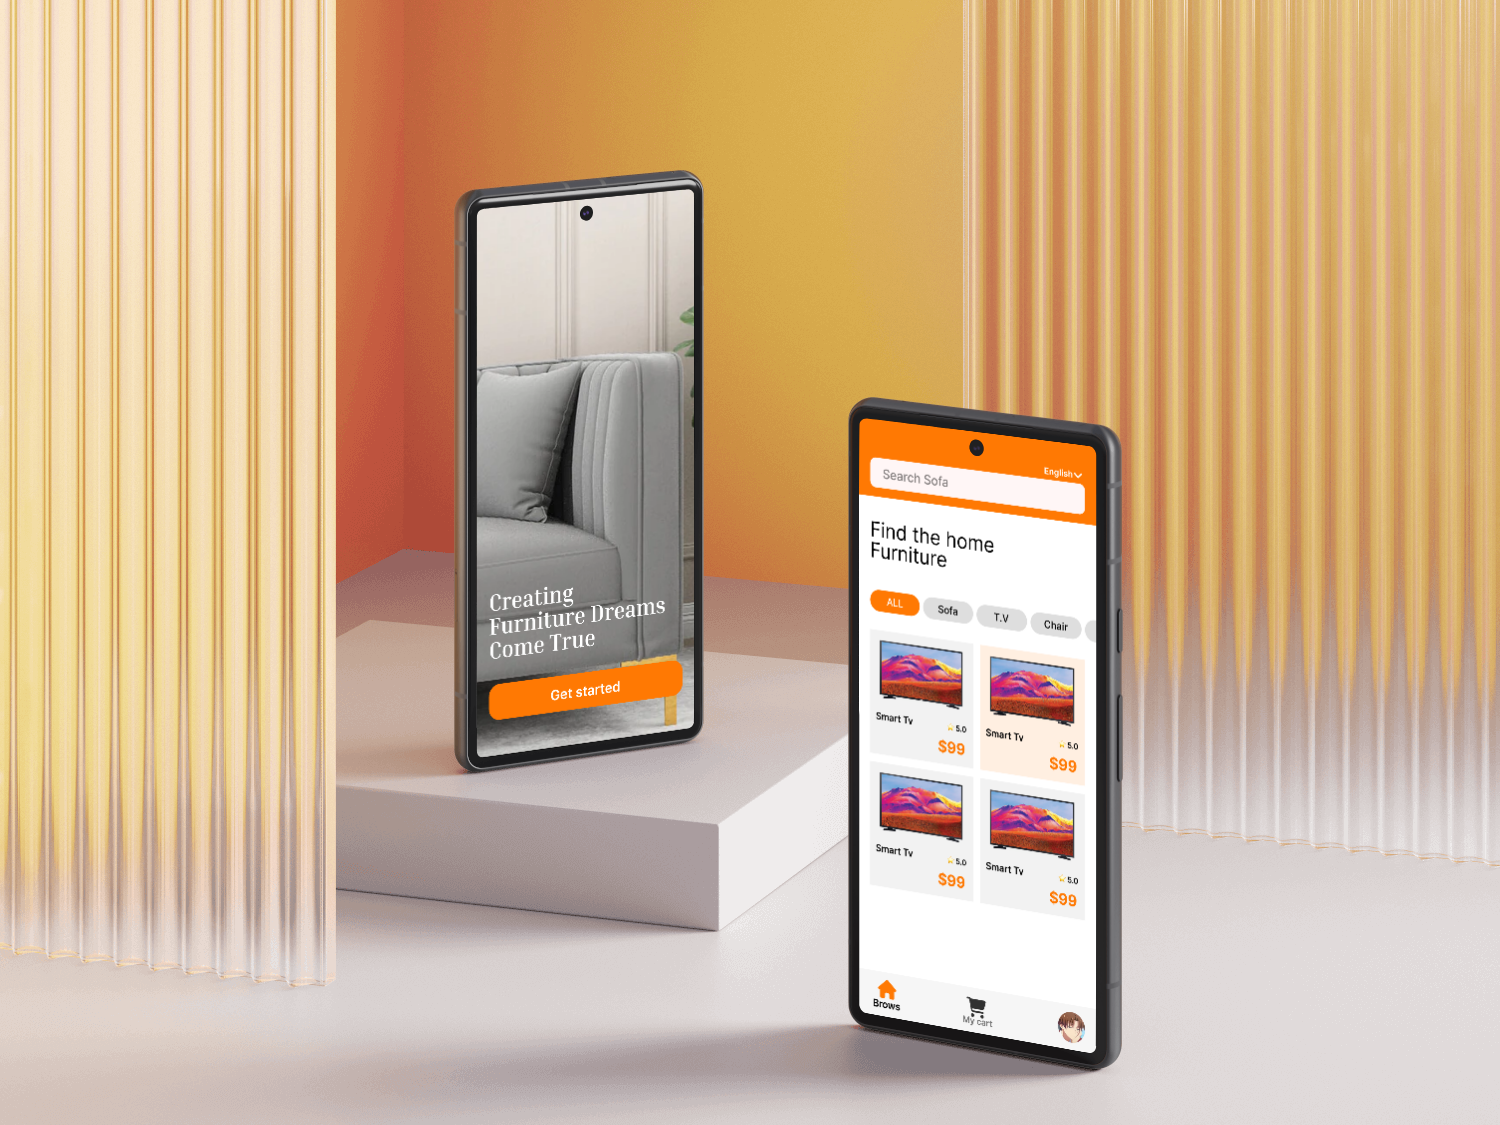 Creating
Furniture Dreams
Come True
Get started
English
Search Sofa
Find the home
Furniture
ALL
Sofa
T.V
Chair
Smart Tv
5.0
$99
Smart Tv
5.0
$99
Smart Tv
5.0
$99
Smart Tv
5.0
$99
Brows
My cart